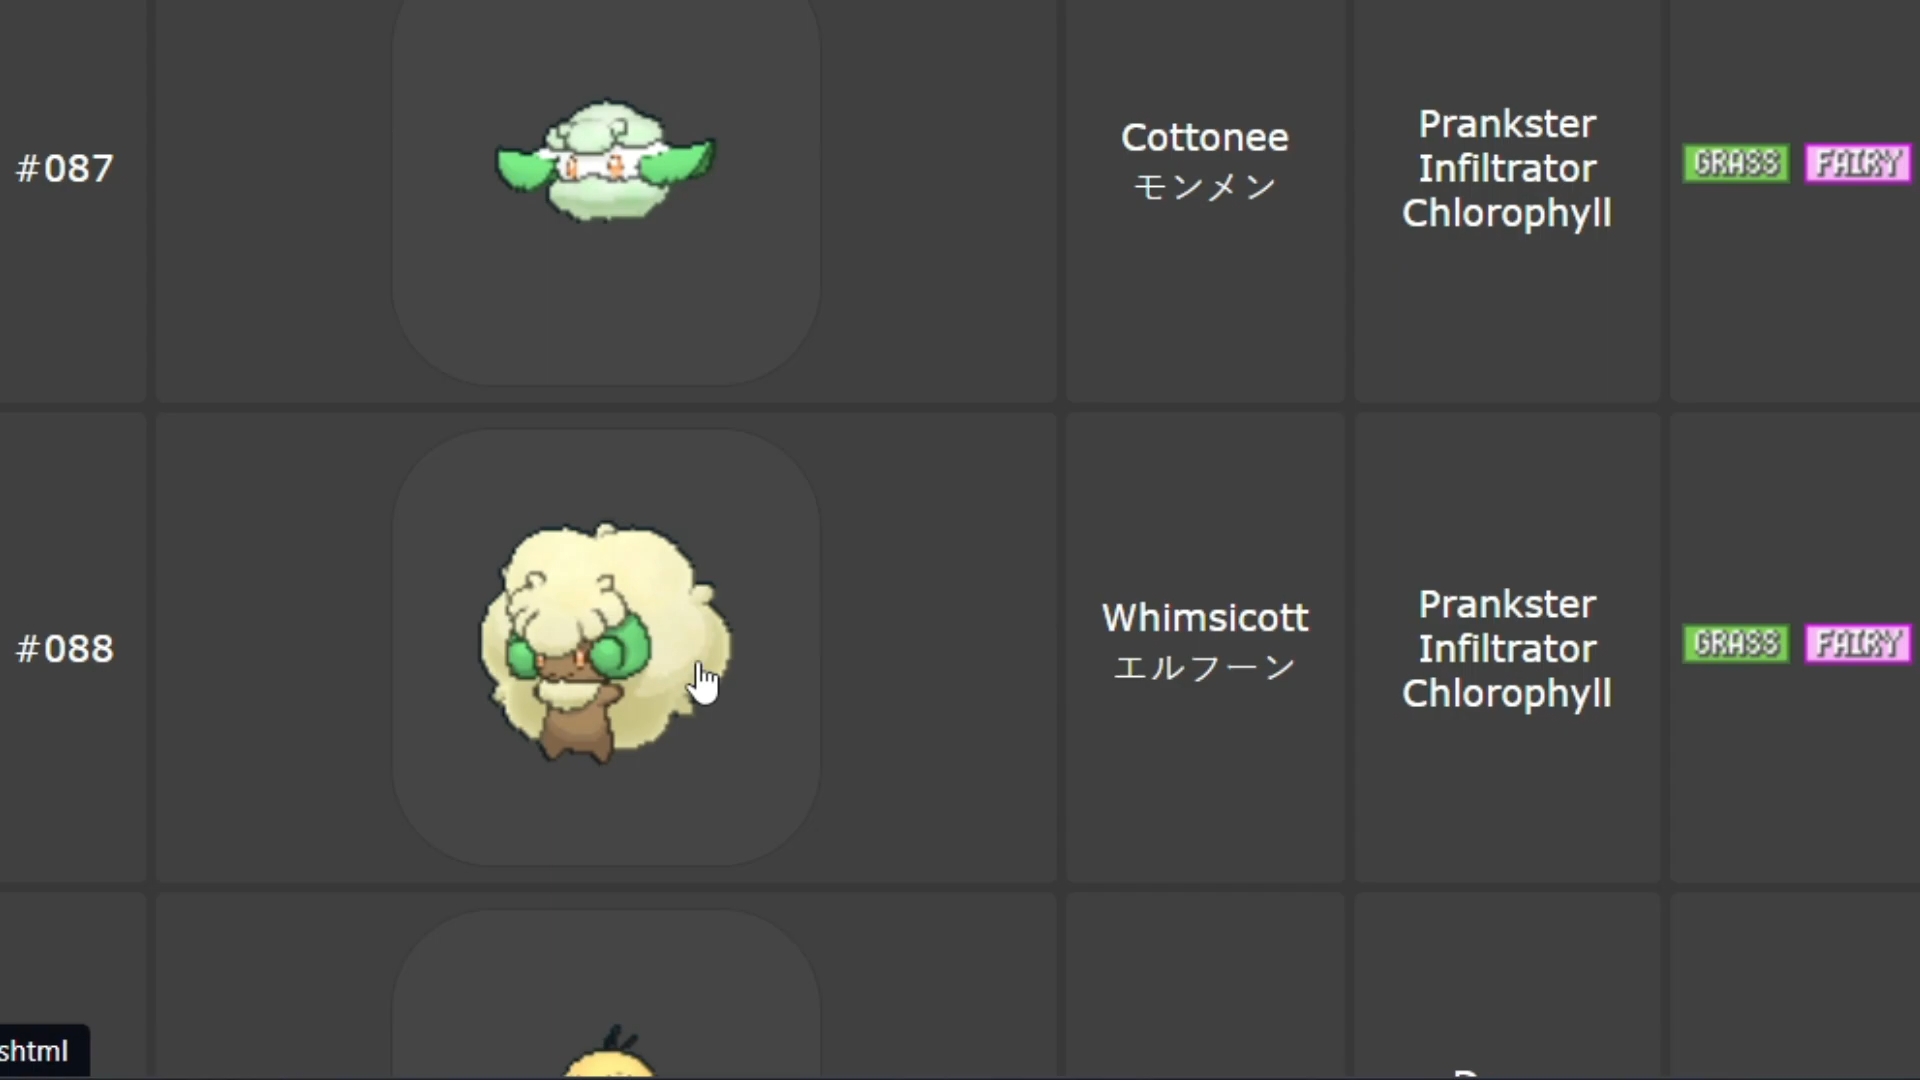 #087
Cottonee
モンメン
Prankster
Infiltrator
Chlorophyll
GRASS FAIRY
#088
Whimsicott
エルフーン
Prankster
Infiltrator
Chlorophyll
GRASS FAIRY
shtml